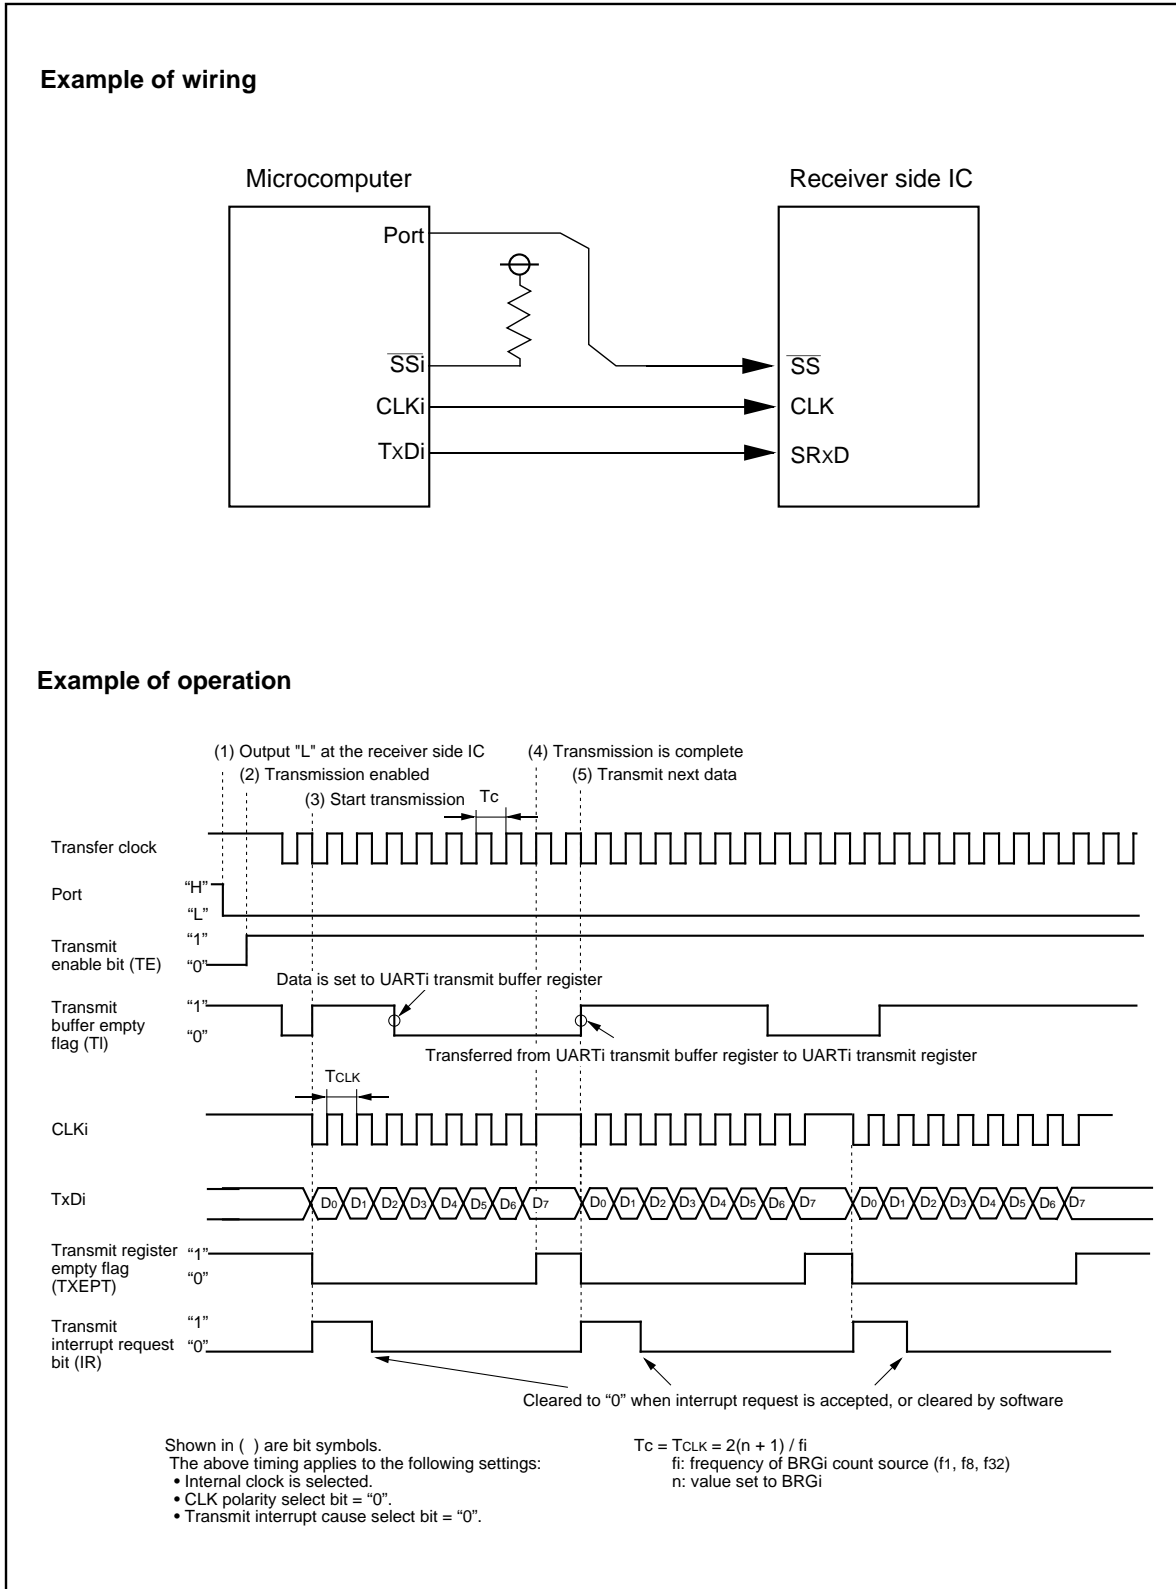 Example of wiring
Microcomputer
Receiver side IC
Port
SSi
SS
CLKi
CLK
TxDi
SRxD
Example of operation
(1) Output "L" at the receiver side IC
(4) Transmission is complete
(2) Transmission enabled
(5) Transmit next data
(3) Start transmission
Tc
Transfer clock
Port
“H”
“L”
Transmit
enable bit (TE)
“1”
“0”
Data is set to UARTi transmit buffer register
Transmit
buffer empty
flag (TI)
“1”
“0”
Transferred from UARTi transmit buffer register to UARTi transmit register
TCLK
CLKi
TxDi
D0 D1 D2 D3 D4 D5 D6 D7 D0 D1 D2 D3 D4 D5 D6 D7 D0 D1 D2 D3 D4 D5 D6 D7
Transmit register
empty flag
(TXEPT)
“1”
“0”
Transmit
interrupt request
bit (IR)
“1”
“0”
Cleared to “0” when interrupt request is accepted, or cleared by software
Shown in ( ) are bit symbols.
The above timing applies to the following settings:
• Internal clock is selected.
• CLK polarity select bit = “0”.
• Transmit interrupt cause select bit = “0”.
Tc = TCLK = 2(n + 1) / fi
fi: frequency of BRGi count source (f1, f8, f32)
n: value set to BRGi